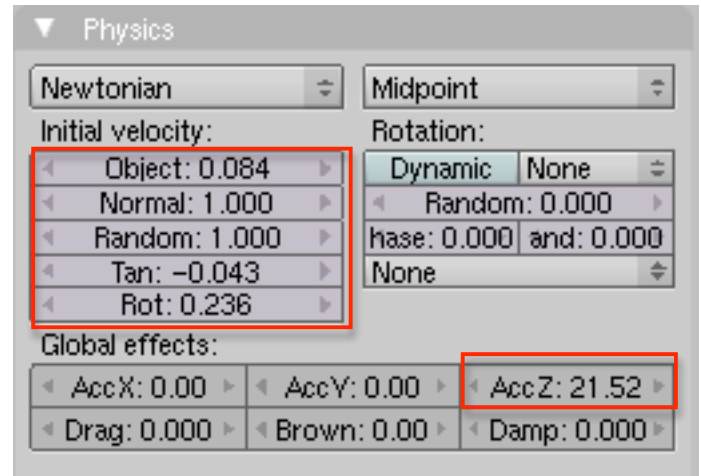 Physics
Newtonian Midpoint
Initial velocity: Rotation:
Object: 0.084 Dynamic None
Normal: 1.000 Random: 0.000
Random: 1.000 hase: 0.000 and: 0.000
Tan: −0.043 None
Rot: 0.236
Global effects:
AccX: 0.00 AccY: 0.00 AccZ: 21.52
Drag: 0.000 Brown: 0.00 Damp: 0.000